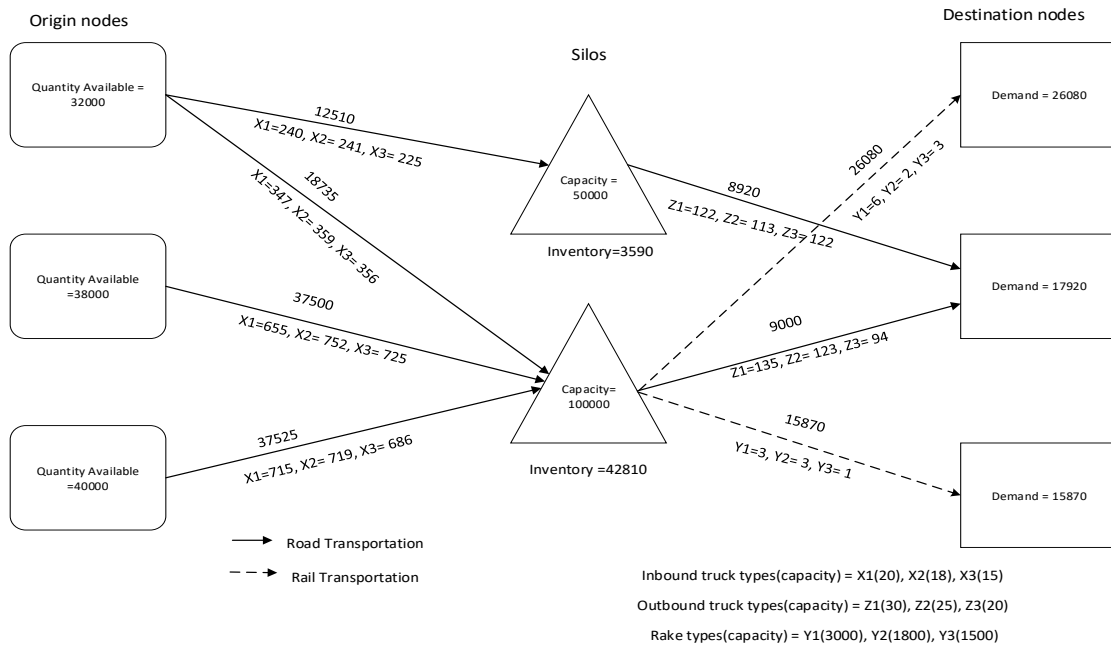 Origin nodes
Destination nodes
Silos
Quantity Available =
32000
Quantity Available
=38000
Quantity Available
=40000
12510
X1=240, X2= 241, X3= 225
18735
X1=347, X2= 359, X3= 356
37500
X1=655, X2= 752, X3= 725
37525
X1=715, X2= 719, X3= 686
Capacity =
50000
Inventory=3590
Capacity=
100000
Inventory =42810
8920
Z1=122, Z2= 113, Z3= 122
26080
Y1=6, Y2= 2, Y3= 3
9000
Z1=135, Z2= 123, Z3= 94
15870
Y1=3, Y2= 3, Y3= 1
Demand = 26080
Demand = 17920
Demand = 15870
Road Transportation
Rail Transportation
Inbound truck types(capacity) = X1(20), X2(18), X3(15)
Outbound truck types(capacity) = Z1(30), Z2(25), Z3(20)
Rake types(capacity) = Y1(3000), Y2(1800), Y3(1500)